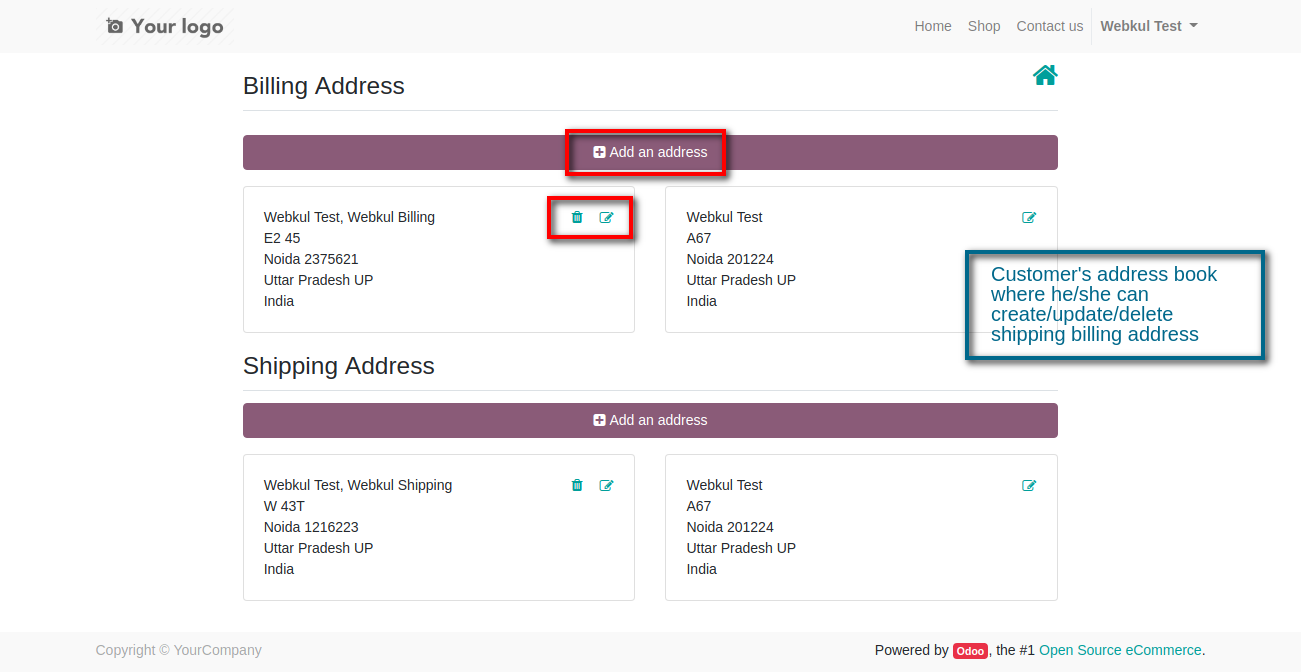 Your logo
Home Shop Contact us Webkul Test
Billing Address
Add an address
Webkul Test, Webkul Billing
E2 45
Noida 2375621
Uttar Pradesh UP
India
Webkul Test
A67
Noida 201224
Uttar Pradesh UP
India
Customer's address book
where he/she can
create/update/delete
shipping billing address
Shipping Address
Add an address
Webkul Test, Webkul Shipping
W 43T
Noida 1216223
Uttar Pradesh UP
India
Webkul Test
A67
Noida 201224
Uttar Pradesh UP
India
Copyright © YourCompany
Powered by Odoo, the #1 Open Source eCommerce.